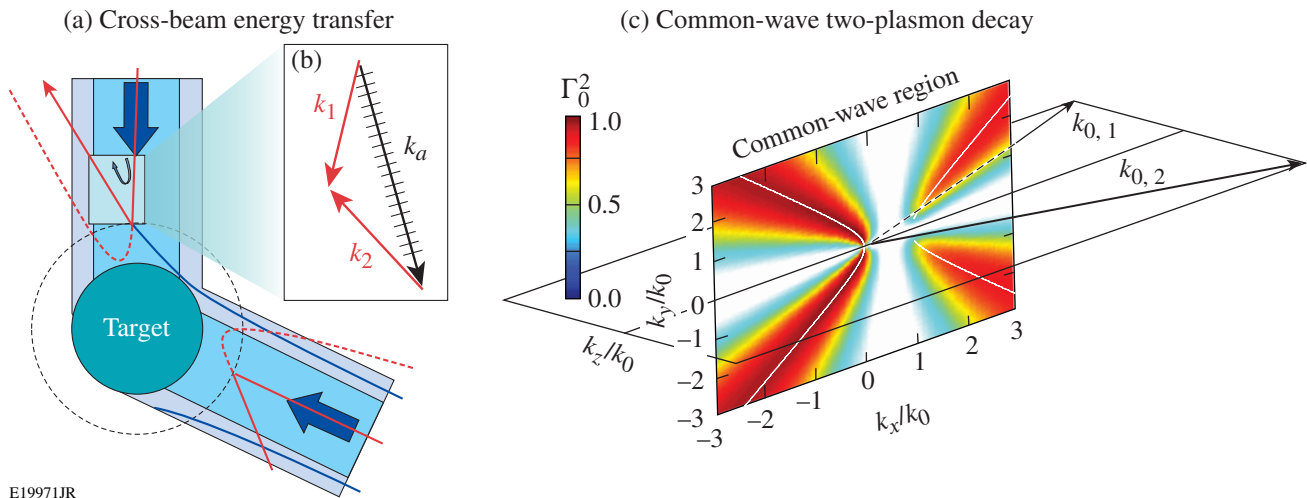 (a) Cross-beam energy transfer
(b)
k1
ka
k2
Target
E19971JR
(c) Common-wave two-plasmon decay
Γ0^2
1.0
0.5
0.0
Common-wave region
k0, 1
k0, 2
3
2
1
0
−1
−2
−3
ky/k0
kz/k0
−3
−2
−1
0
1
2
3
kx/k0